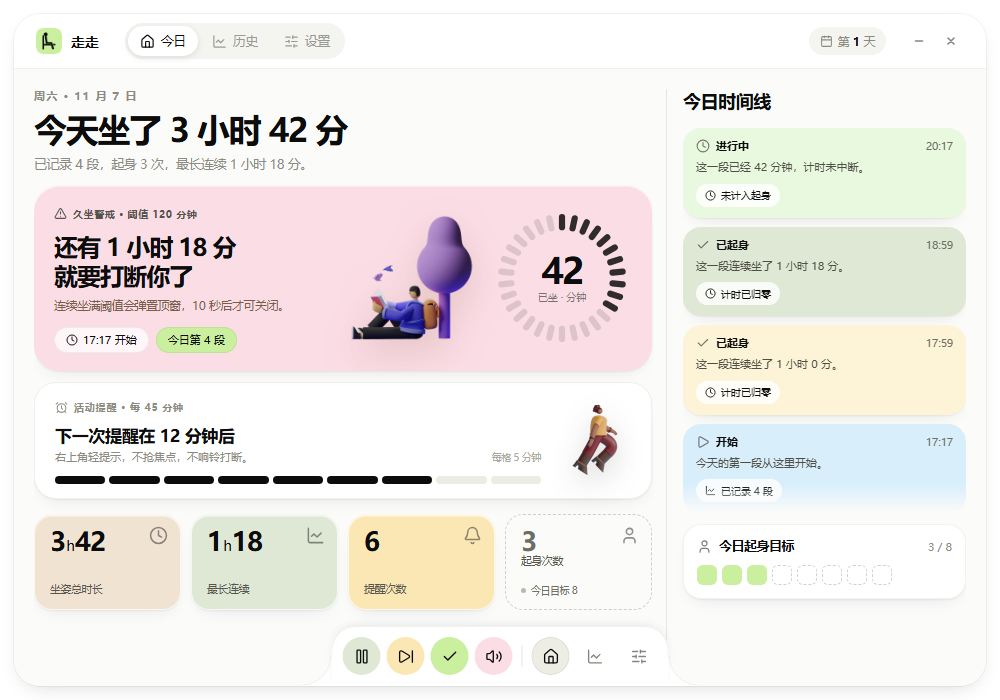 走走
今日
历史
设置
第 1 天
周六 • 11 月 7 日
今天坐了 3 小时 42 分
已记录 4 段，起身 3 次，最长连续 1 小时 18 分。
久坐警戒 • 阈值 120 分钟
还有 1 小时 18 分
就要打断你了
连续坐满阈值会弹置顶窗，10 秒后才可关闭。
17:17 开始
今日第 4 段
42
已坐 · 分钟
活动提醒 • 每 45 分钟
下一次提醒在 12 分钟后
右上角轻提示，不抢焦点，不响铃打断。
每格 5 分钟
3h42
坐姿总时长
1h18
最长连续
6
提醒次数
3
起身次数
今日目标 8
今日时间线
进行中
20:17
这一段已经 42 分钟，计时未中断。
未计入起身
已起身
18:59
这一段连续坐了 1 小时 18 分。
计时已归零
已起身
17:59
这一段连续坐了 1 小时 0 分。
计时已归零
开始
17:17
今天的第一段从这里开始。
已记录 4 段
今日起身目标
3 / 8